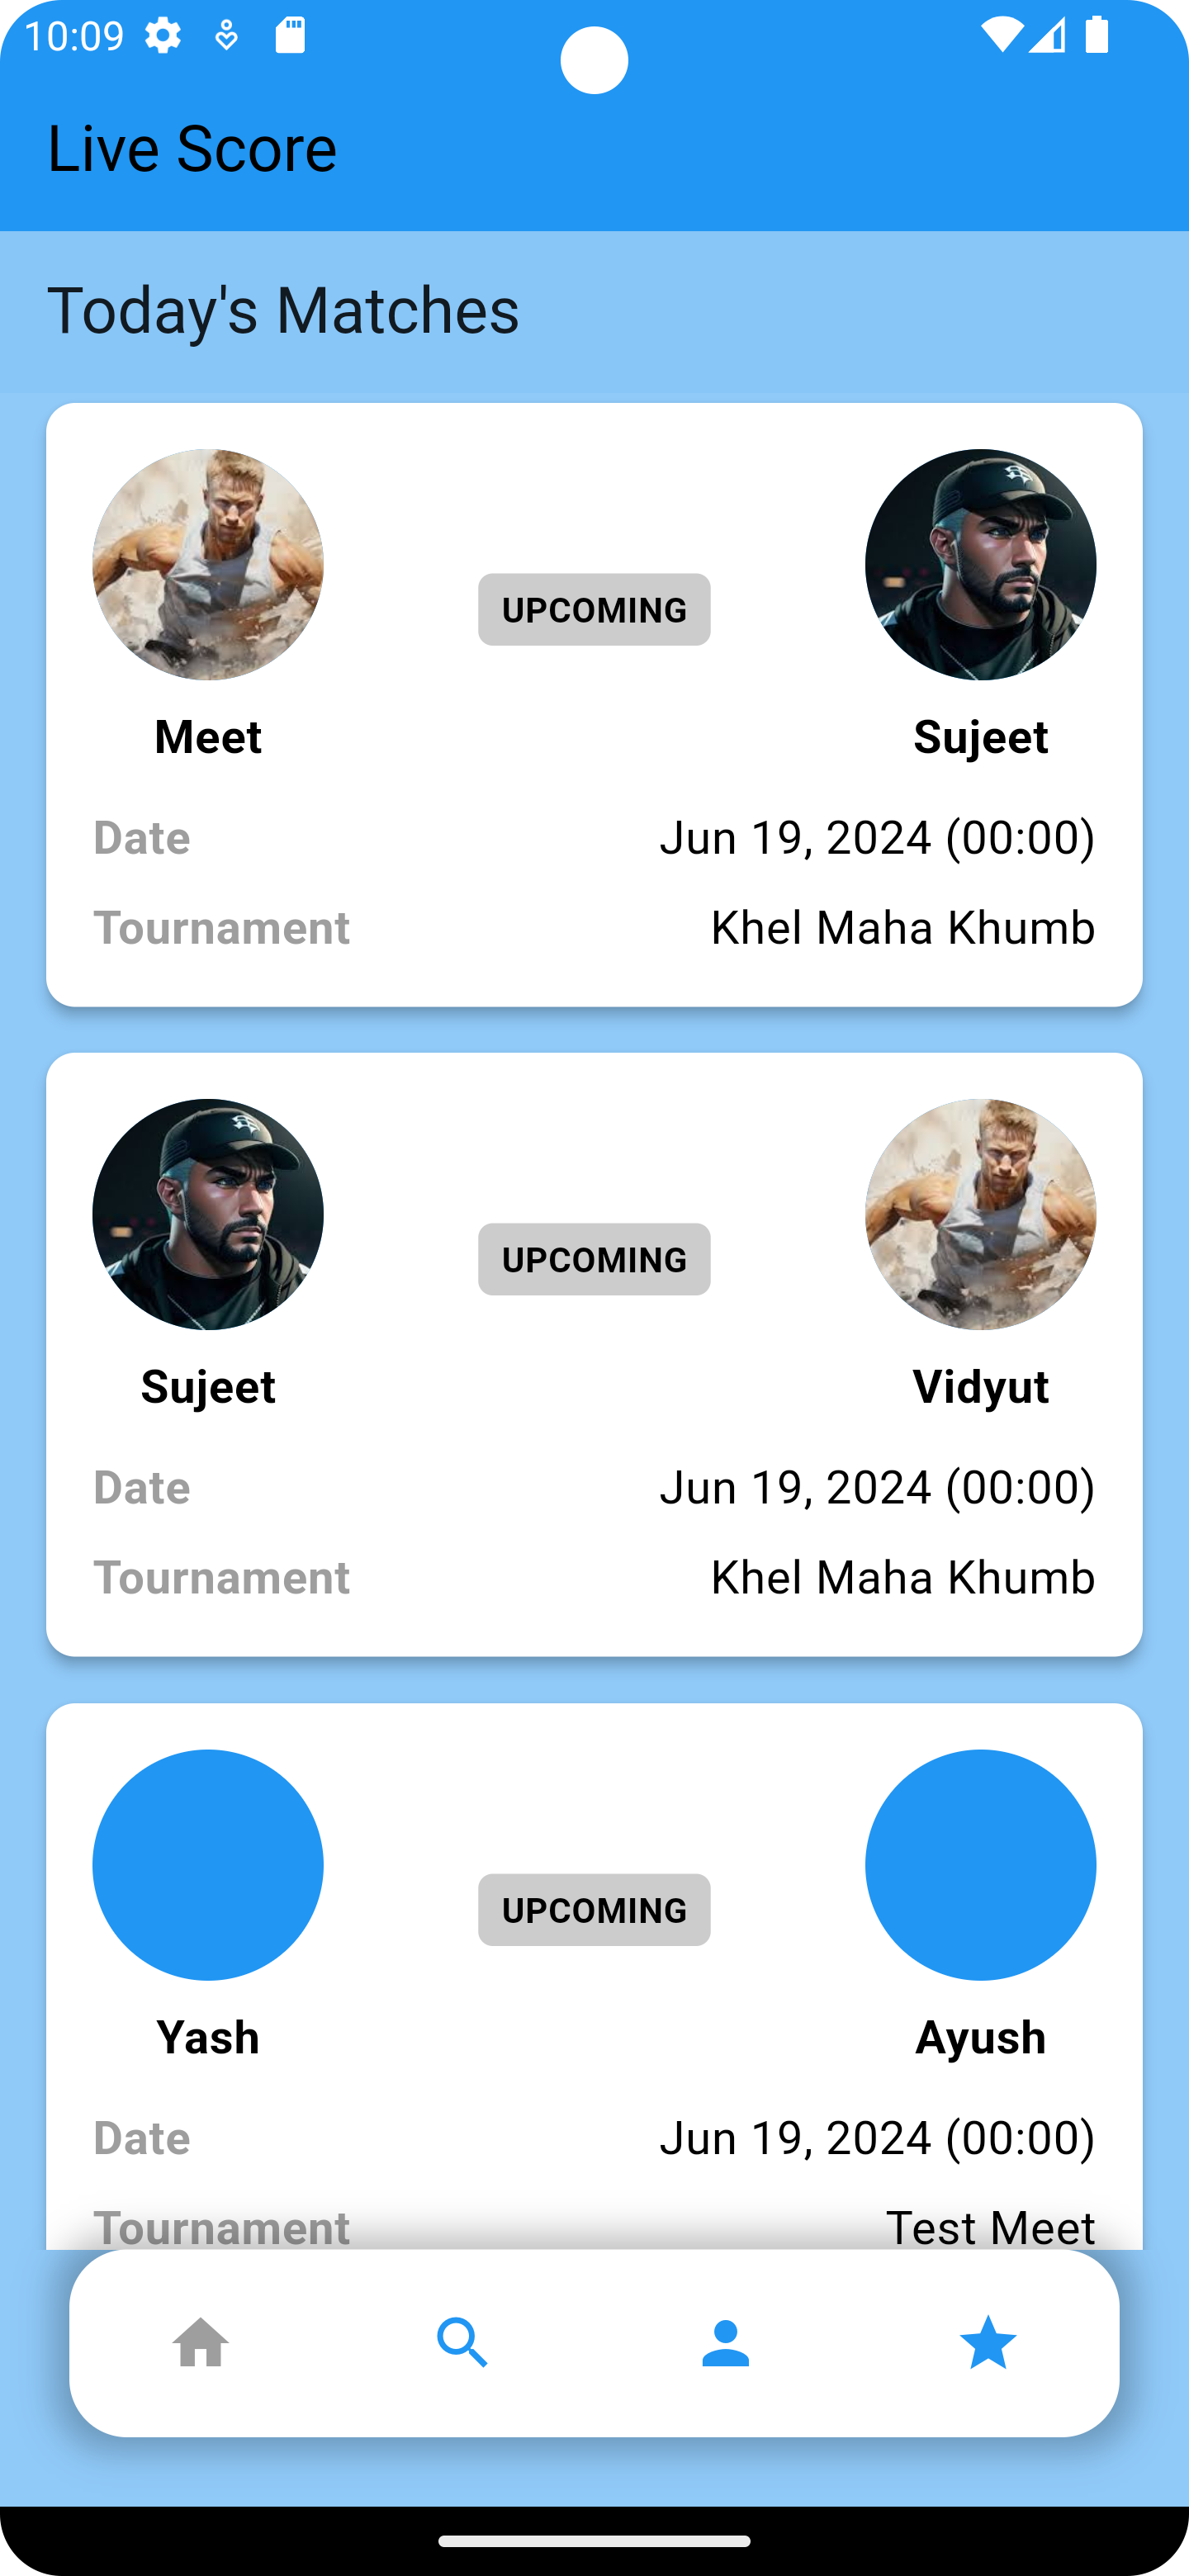 10:09
Live Score
Today's Matches
UPCOMING
Meet Sujeet
Date Jun 19, 2024 (00:00)
Tournament Khel Maha Khumb
UPCOMING
Sujeet Vidyut
Date Jun 19, 2024 (00:00)
Tournament Khel Maha Khumb
UPCOMING
Yash Ayush
Date Jun 19, 2024 (00:00)
Tournament Test Meet